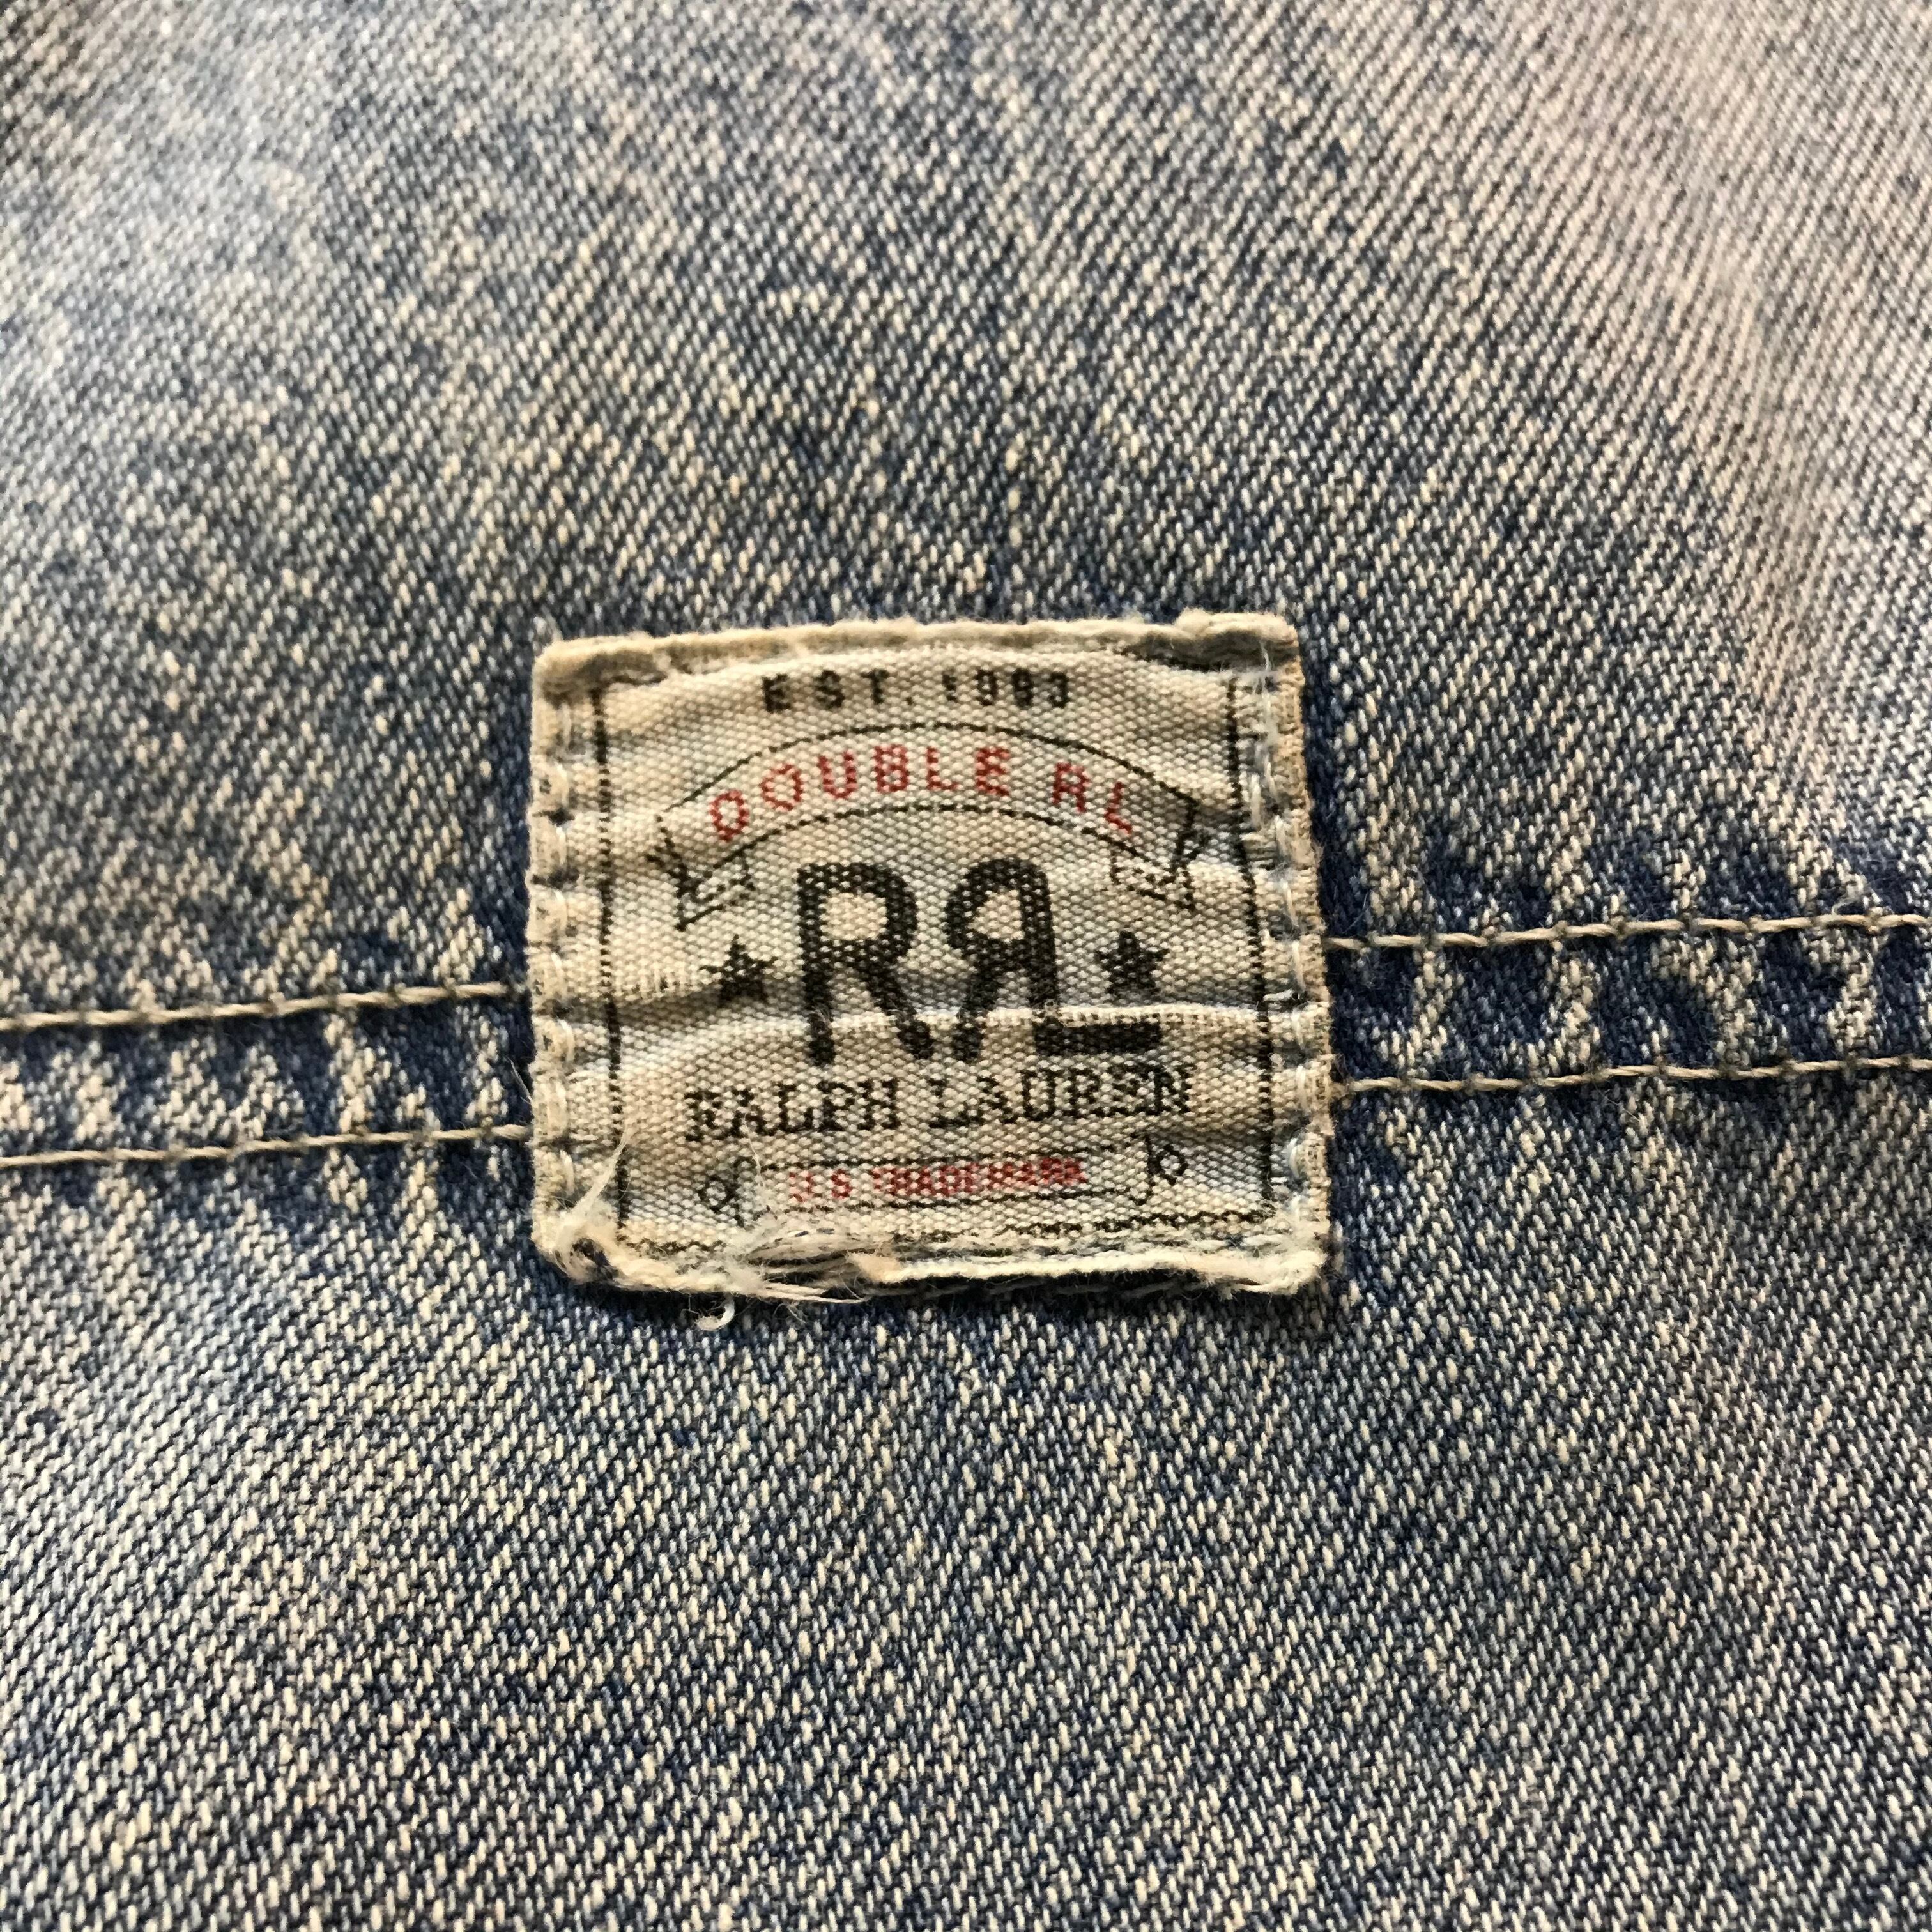 EST. 1993
DOUBLE RL
RRL
RALPH LAUREN
U.S TRADEMARK